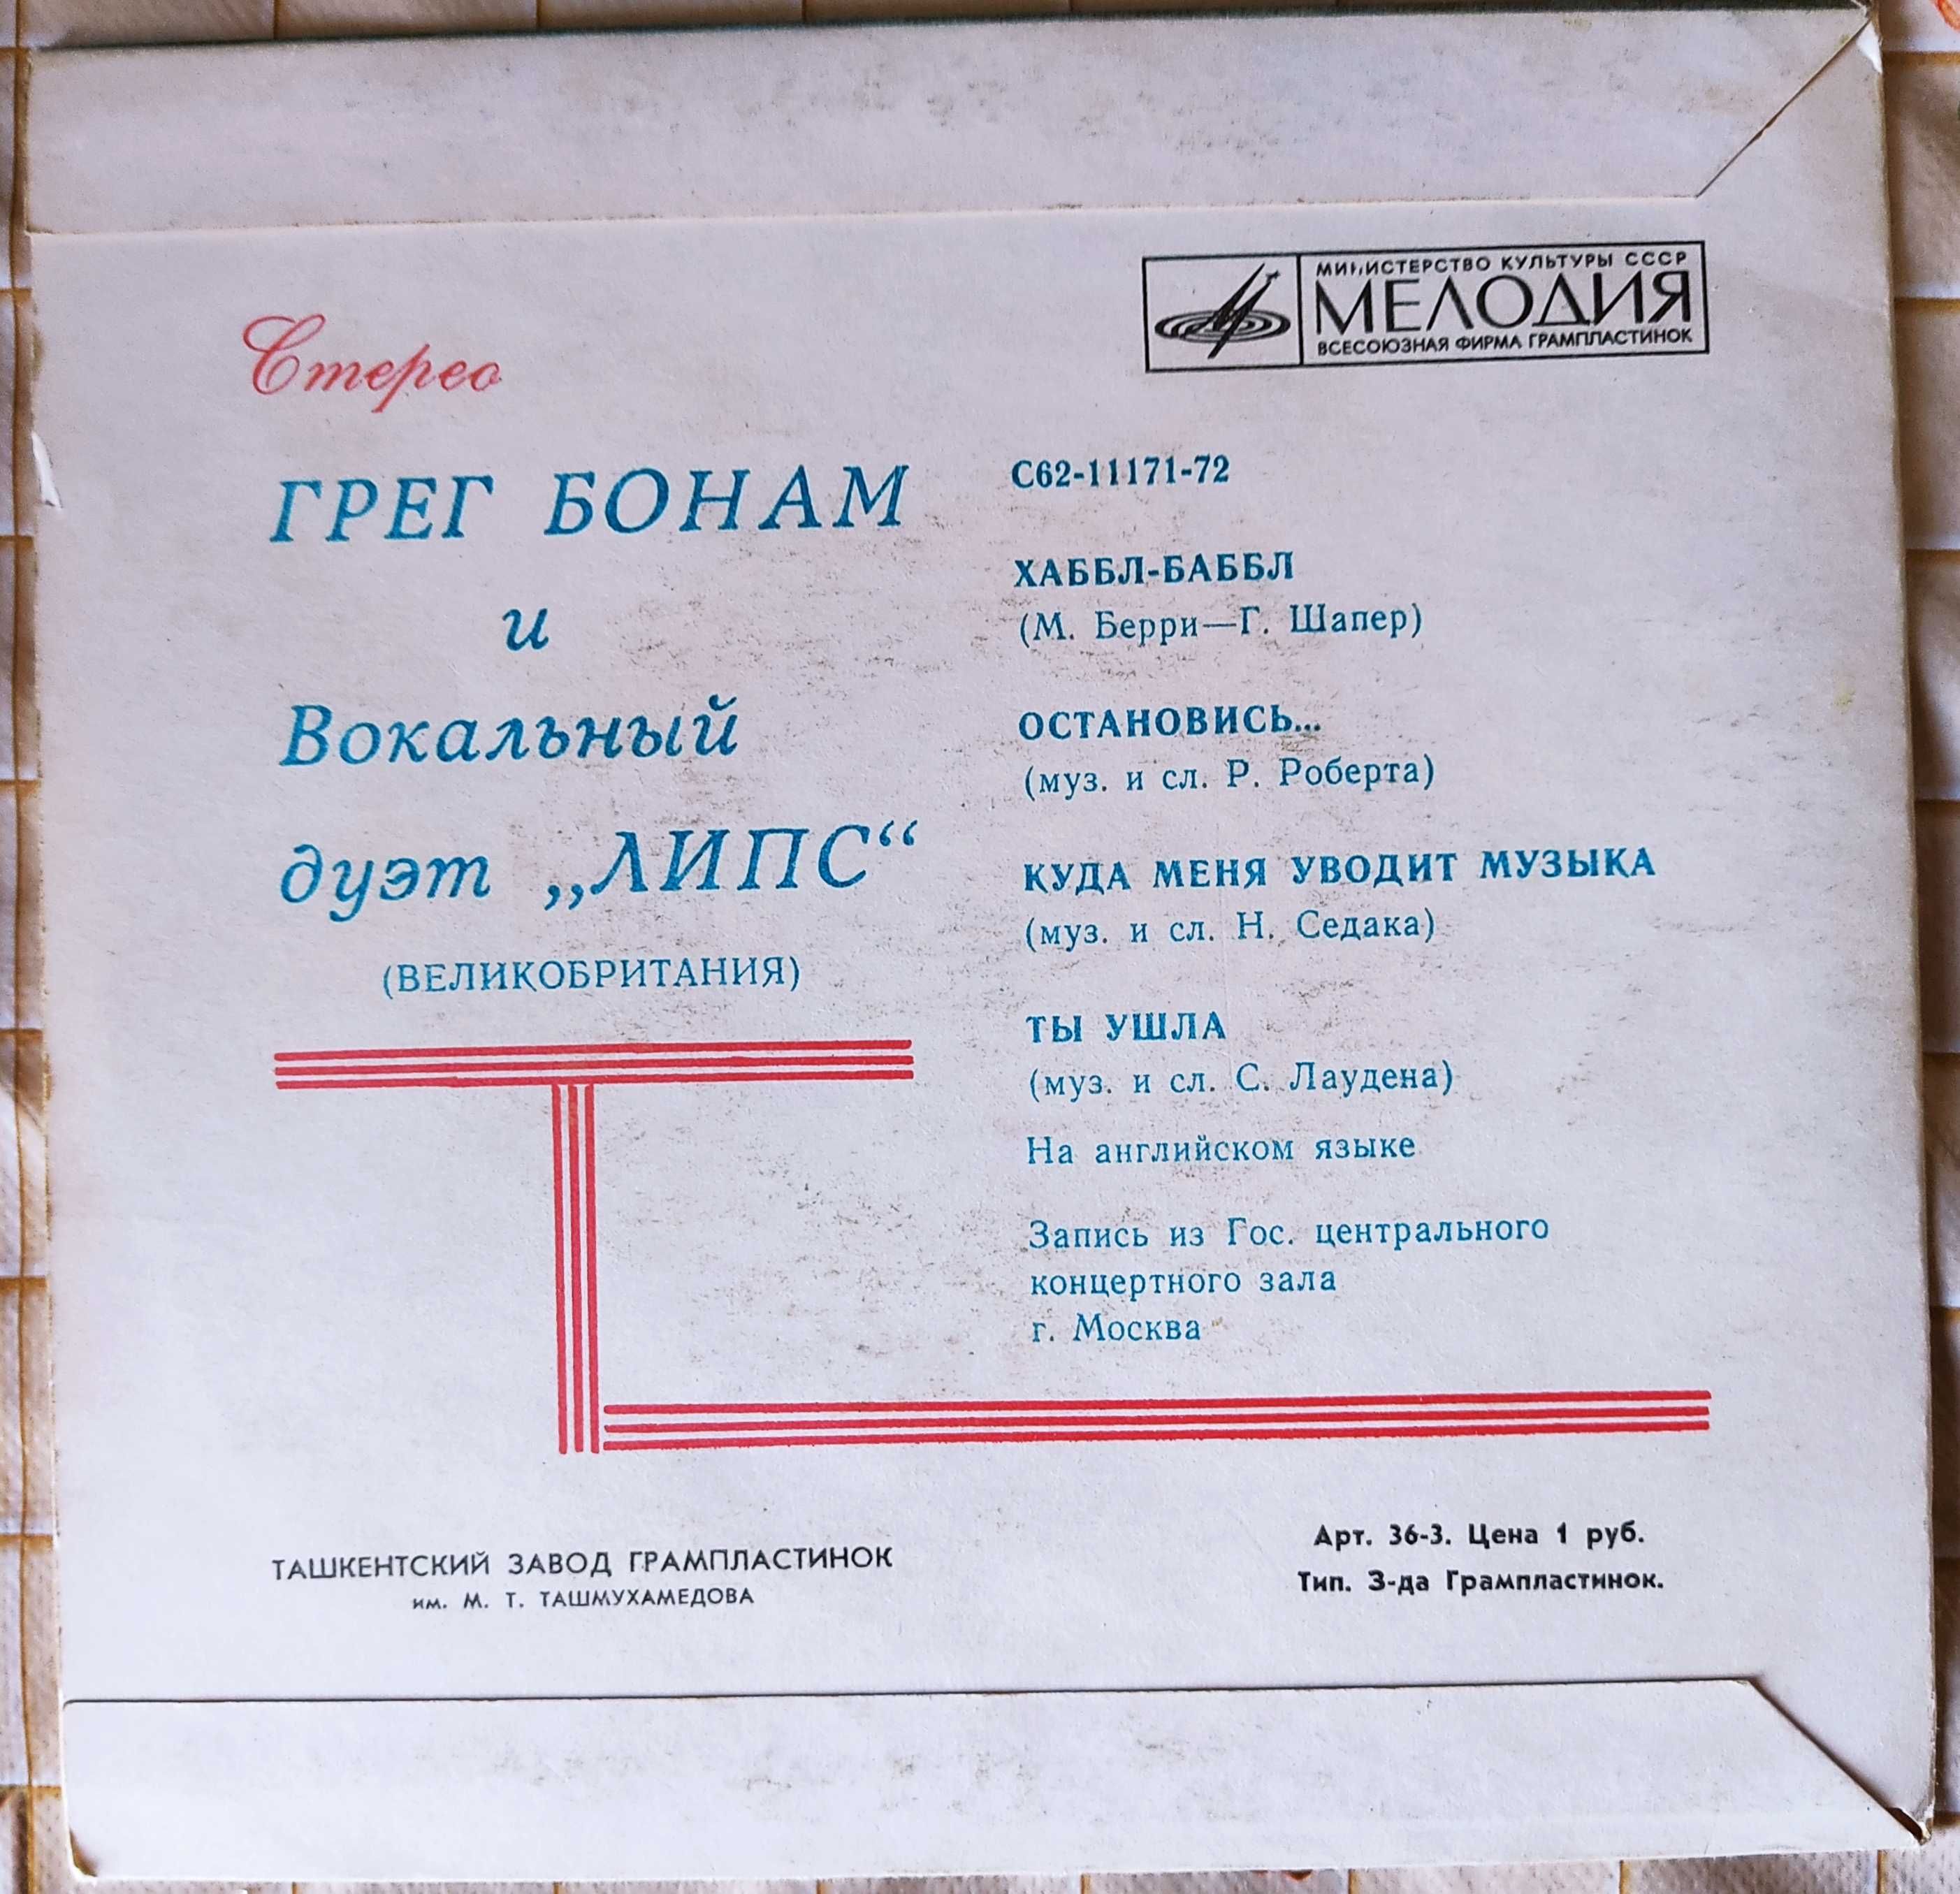 МИНИСТЕРСТВО КУЛЬТУРЫ СССР
МЕЛОДИЯ
ВСЕСОЮЗНАЯ ФИРМА ГРАМПЛАСТИНОК
Стерео
ГРЕГ БОНАМ
и
Вокальный
дуэт „ЛИПС“
(ВЕЛИКОБРИТАНИЯ)
С62-11171-72
ХАББЛ-БАББЛ
(М. Берри—Г. Шапер)
ОСТАНОВИСЬ...
(муз. и сл. Р. Роберта)
КУДА МЕНЯ УВОДИТ МУЗЫКА
(муз. и сл. Н. Седака)
ТЫ УШЛА
(муз. и сл. С. Лаудена)
На английском языке
Запись из Гос. центрального
концертного зала
г. Москва
ТАШКЕНТСКИЙ ЗАВОД ГРАМПЛАСТИНОК
им. М. Т. ТАШМУХАМЕДОВА
Арт. 36-3. Цена 1 руб.
Тип. З-да Грампластинок.